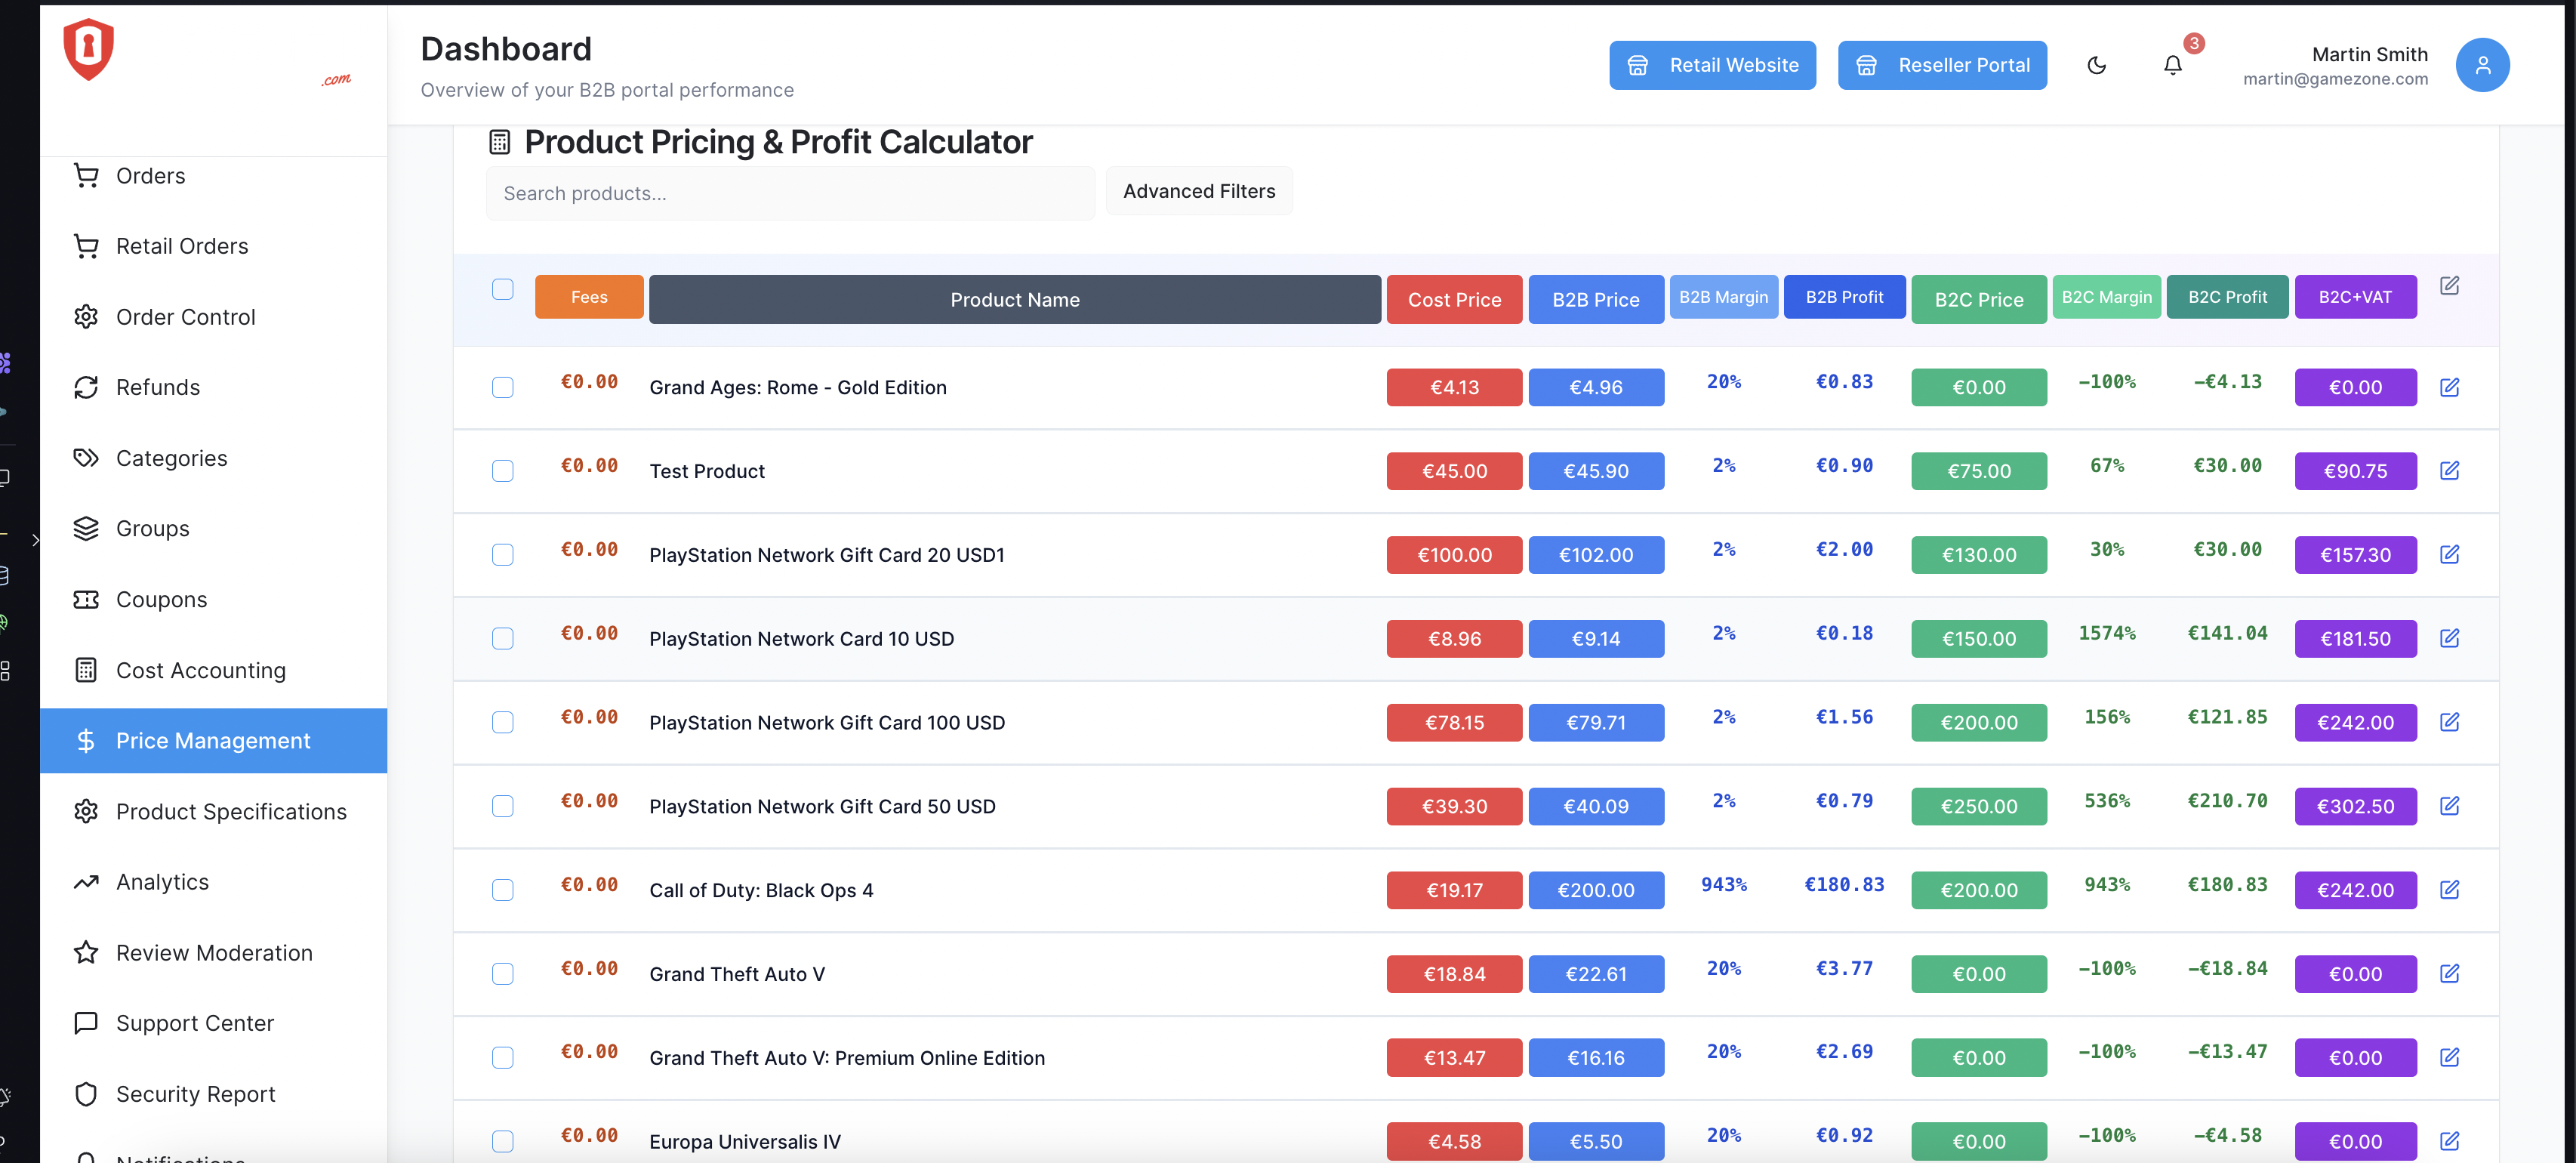 .com
Dashboard
Overview of your B2B portal performance
Retail Website
Reseller Portal
3
Martin Smith
martin@gamezone.com
Orders
Retail Orders
Order Control
Refunds
Categories
Groups
Coupons
Cost Accounting
Price Management
Product Specifications
Analytics
Review Moderation
Support Center
Security Report
Notifications
Product Pricing & Profit Calculator
Search products...
Advanced Filters
Fees Product Name Cost Price B2B Price B2B Margin B2B Profit B2C Price B2C Margin B2C Profit B2C+VAT
€0.00 Grand Ages: Rome - Gold Edition €4.13 €4.96 20% €0.83 €0.00 −100% −€4.13 €0.00
€0.00 Test Product €45.00 €45.90 2% €0.90 €75.00 67% €30.00 €90.75
€0.00 PlayStation Network Gift Card 20 USD1 €100.00 €102.00 2% €2.00 €130.00 30% €30.00 €157.30
€0.00 PlayStation Network Card 10 USD €8.96 €9.14 2% €0.18 €150.00 1574% €141.04 €181.50
€0.00 PlayStation Network Gift Card 100 USD €78.15 €79.71 2% €1.56 €200.00 156% €121.85 €242.00
€0.00 PlayStation Network Gift Card 50 USD €39.30 €40.09 2% €0.79 €250.00 536% €210.70 €302.50
€0.00 Call of Duty: Black Ops 4 €19.17 €200.00 943% €180.83 €200.00 943% €180.83 €242.00
€0.00 Grand Theft Auto V €18.84 €22.61 20% €3.77 €0.00 −100% −€18.84 €0.00
€0.00 Grand Theft Auto V: Premium Online Edition €13.47 €16.16 20% €2.69 €0.00 −100% −€13.47 €0.00
€0.00 Europa Universalis IV €4.58 €5.50 20% €0.92 €0.00 −100% −€4.58 €0.00